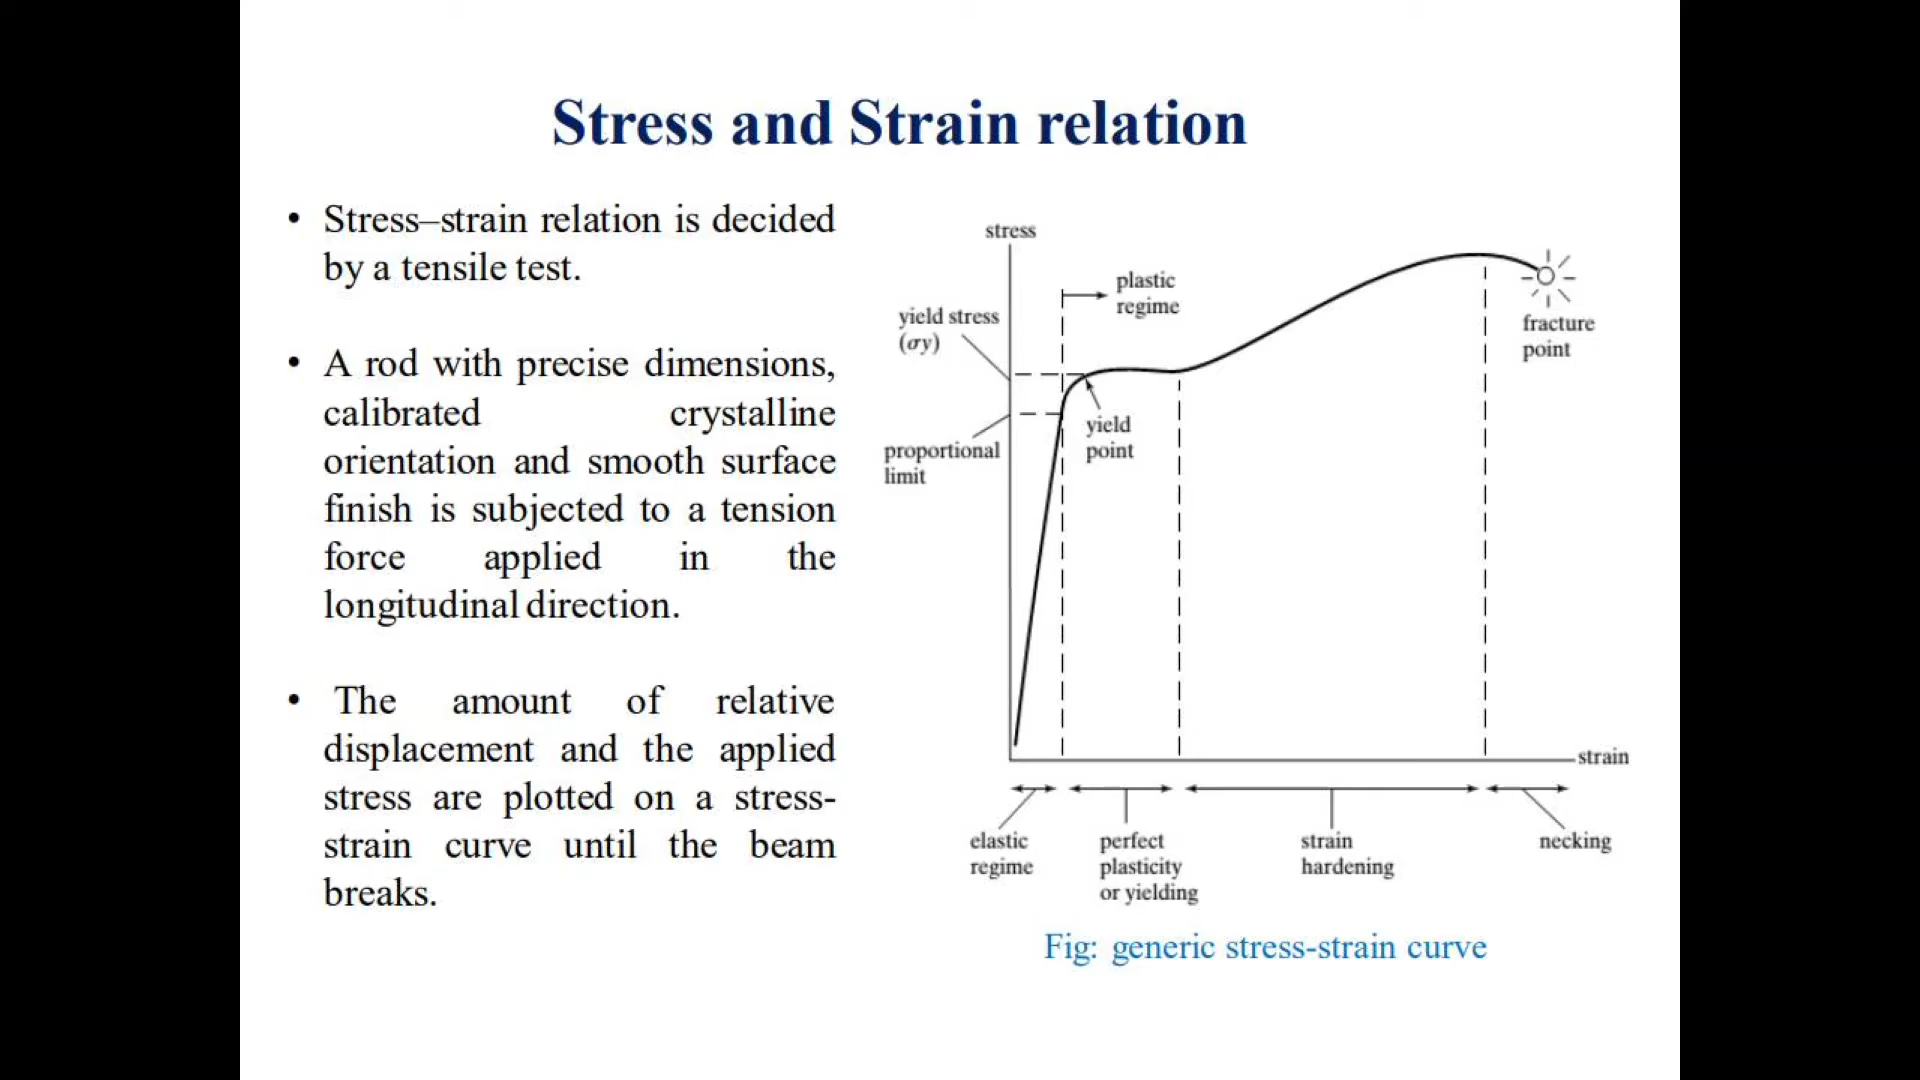 Stress and Strain relation
• Stress–strain relation is decided
by a tensile test.
• A rod with precise dimensions,
calibrated crystalline
orientation and smooth surface
finish is subjected to a tension
force applied in the
longitudinal direction.
• The amount of relative
displacement and the applied
stress are plotted on a stress-
strain curve until the beam
breaks.
stress
plastic
regime
yield stress
(σy)
fracture
point
yield
point
proportional
limit
strain
elastic
regime
perfect
plasticity
or yielding
strain
hardening
necking
Fig: generic stress-strain curve